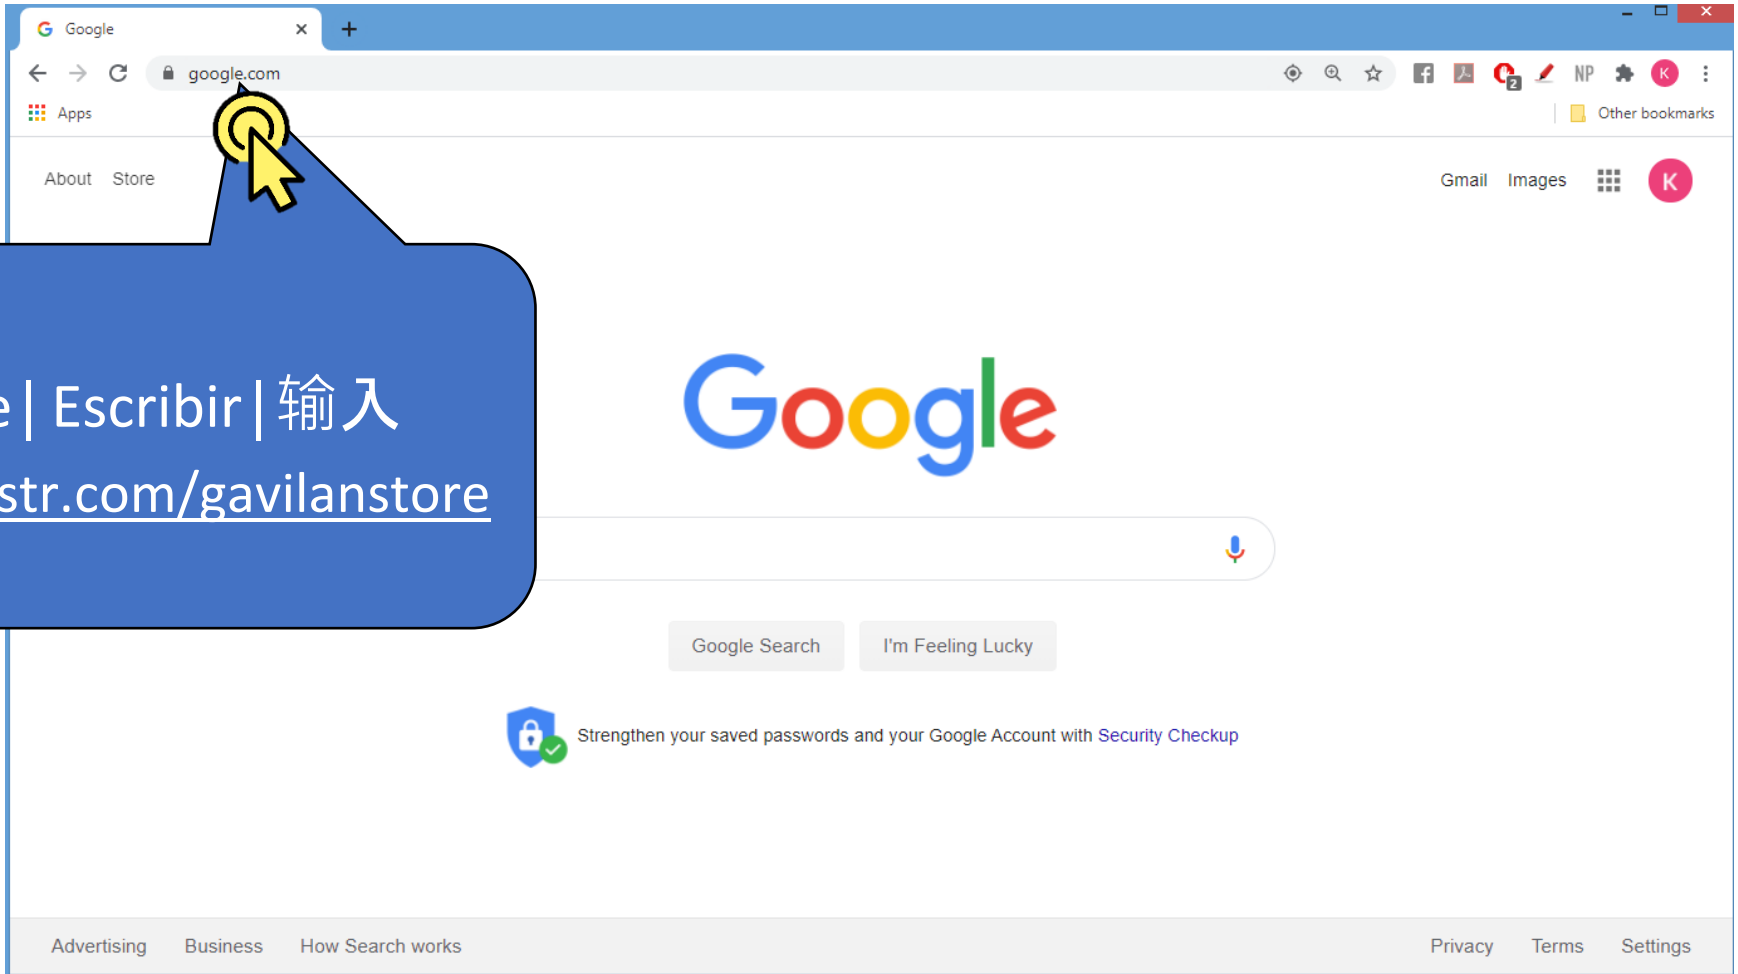 Google
google.com
2
NP
K
Apps
Other bookmarks
About Store
Gmail Images
K
e | Escribir | 输入
str.com/gavilanstore
Google
Google Search
I'm Feeling Lucky
Strengthen your saved passwords and your Google Account with Security Checkup
Advertising Business How Search works
Privacy Terms Settings